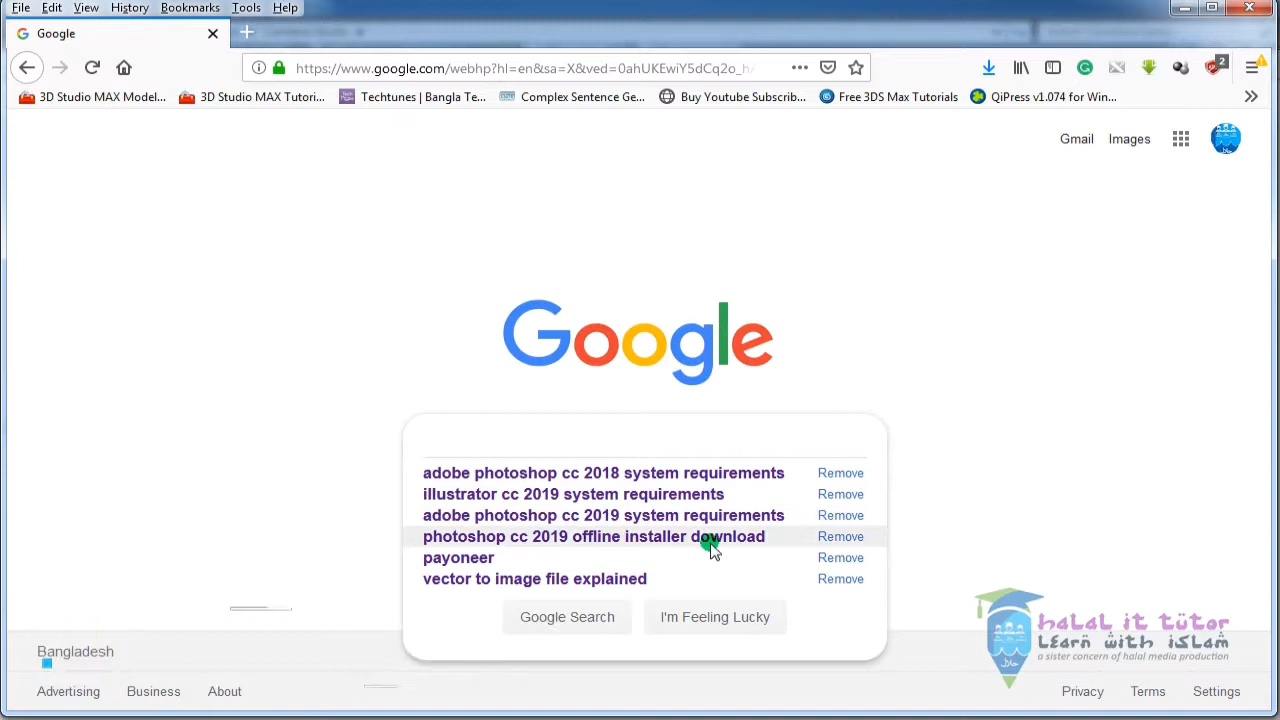 File Edit View History Bookmarks Tools Help
Google
https://www.google.com/webhp?hl=en&sa=X&ved=0ahUKEwiY5dCq2o_h
2
3D Studio MAX Model... 3D Studio MAX Tutori... Techtunes | Bangla Te... Complex Sentence Ge... Buy Youtube Subscrib... Free 3DS Max Tutorials QiPress v1.074 for Win...
Gmail Images
Google
adobe photoshop cc 2018 system requirements Remove
illustrator cc 2019 system requirements Remove
adobe photoshop cc 2019 system requirements Remove
photoshop cc 2019 offline installer download Remove
payoneer Remove
vector to image file explained Remove
Google Search I'm Feeling Lucky
halal it tutor
Learn with islam
a sister concern of halal media production
حلال
Bangladesh
Advertising Business About Privacy Terms Settings